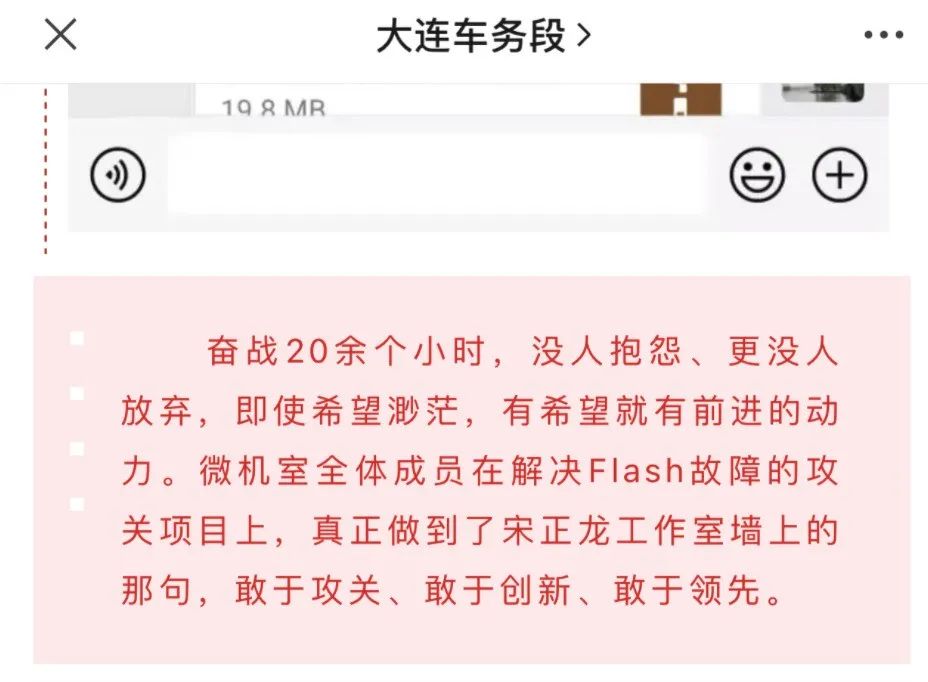 大连车务段
19.8 MB
奋战20余个小时，没人抱怨、更没人
放弃，即使希望渺茫，有希望就有前进的动
力。微机室全体成员在解决Flash故障的攻
关项目上，真正做到了宋正龙工作室墙上的
那句，敢于攻关、敢于创新、敢于领先。